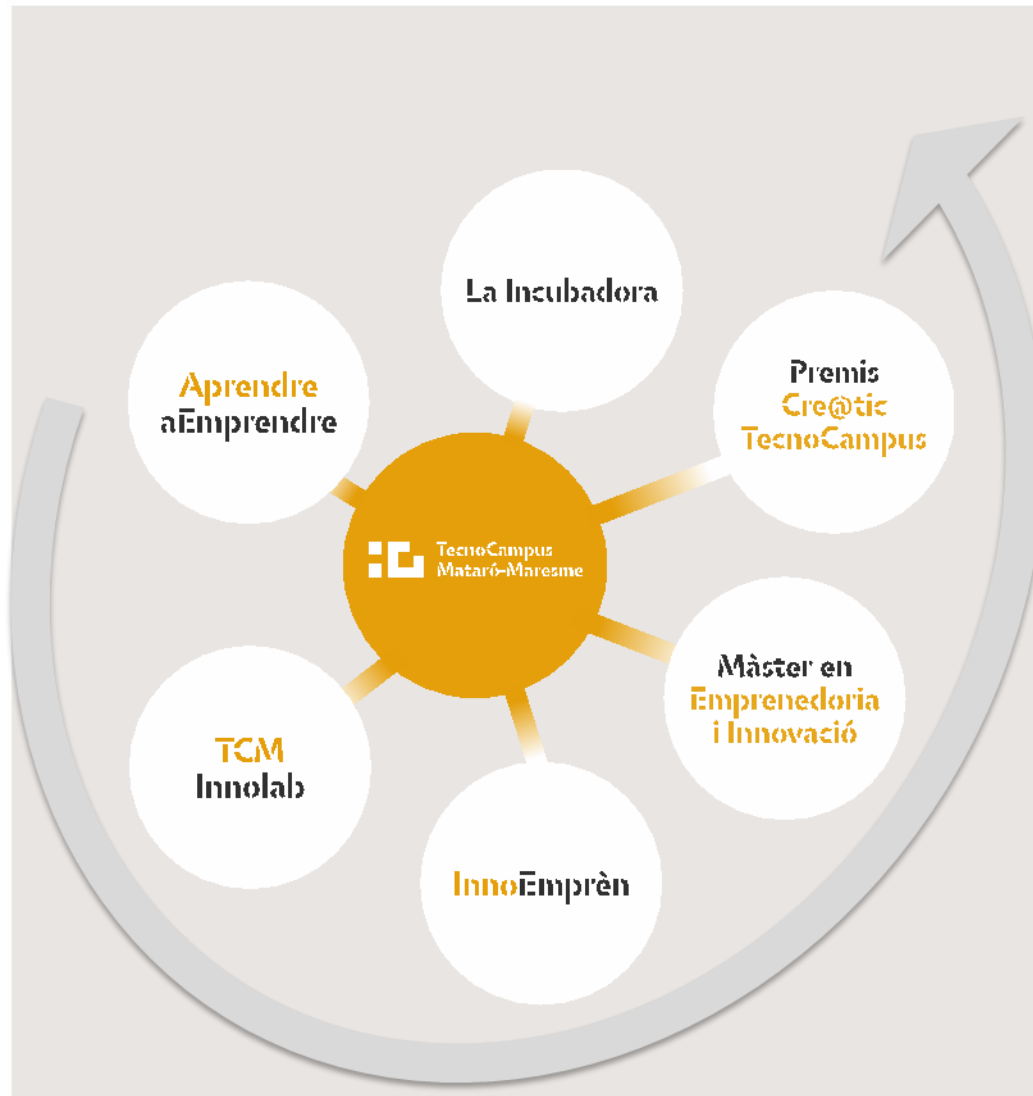 La Incubadora
Aprendre
aEmprendre
Premis
Cre@tic
TecnoCampus
TecnoCampus
Mataró-Maresme
Màster en
Emprenedoria
i Innovació
TCM
Innolab
InnoEmprèn